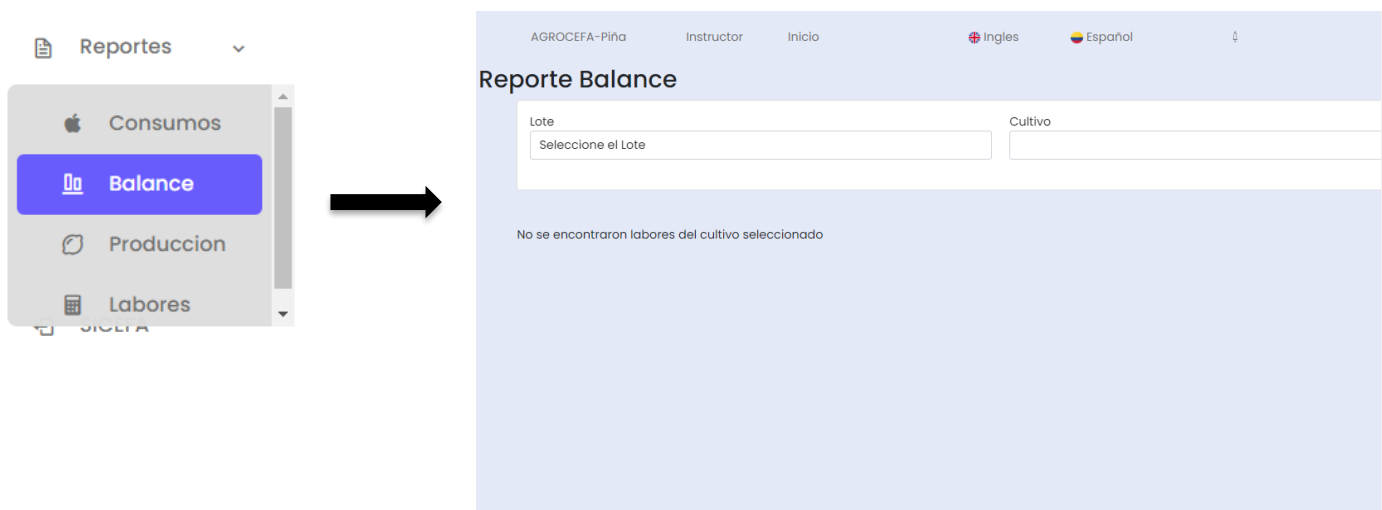 Reportes
Consumos
Balance
Produccion
Labores
SICEFA
AGROCEFA-Piña Instructor Inicio Ingles Español
Reporte Balance
Lote Cultivo
Seleccione el Lote
No se encontraron labores del cultivo seleccionado